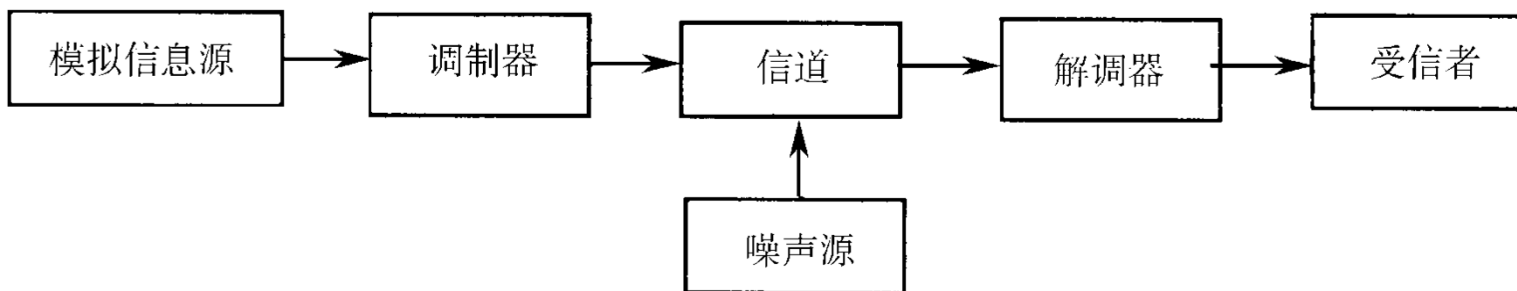 模拟信息源
调制器
信道
解调器
受信者
噪声源